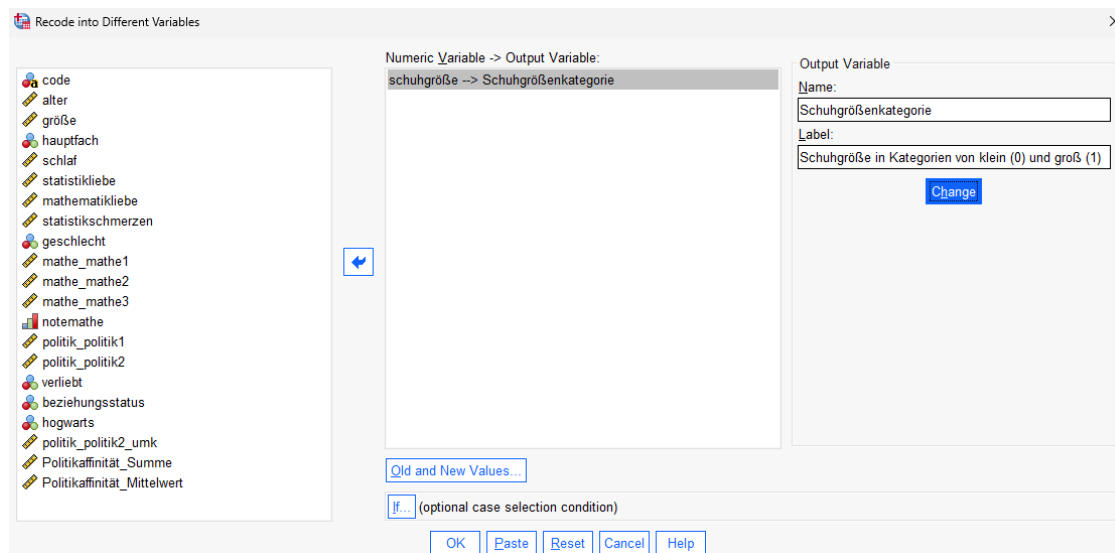 Recode into Different Variables
code
alter
größe
hauptfach
schlaf
statistikliebe
mathematikliebe
statistikschmerzen
geschlecht
mathe_mathe1
mathe_mathe2
mathe_mathe3
notemathe
politik_politik1
politik_politik2
verliebt
beziehungsstatus
hogwarts
politik_politik2_umk
Politikaffinität_Summe
Politikaffinität_Mittelwert
Numeric Variable -> Output Variable:
schuhgröße --> Schuhgrößenkategorie
Old and New Values...
If... (optional case selection condition)
Output Variable
Name:
Schuhgrößenkategorie
Label:
Schuhgröße in Kategorien von klein (0) und groß (1)
Change
OK Paste Reset Cancel Help